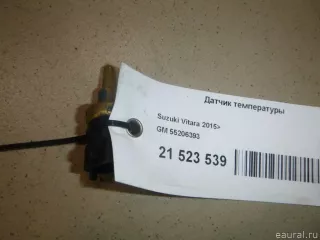 Датчик температуры
Suzuki Vitara 2015>
GM 55206393
21 523 539
© eaural.ru